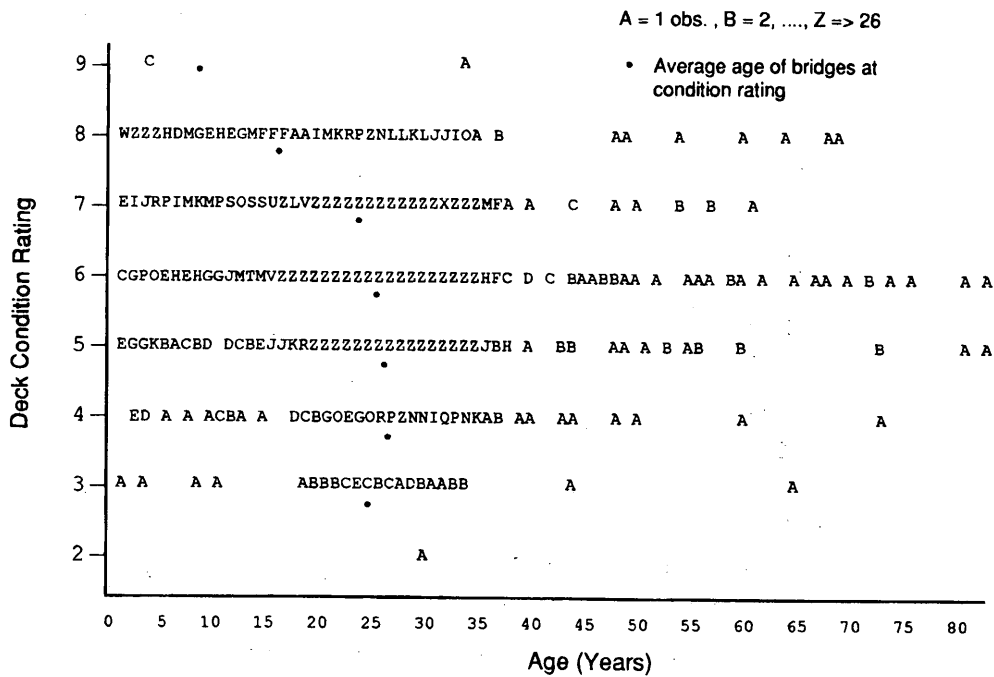 A = 1 obs. , B = 2, ...., Z => 26
• Average age of bridges at
condition rating
Deck Condition Rating
9 C A
8 WZZZHDMGEHEGMFFFAAIMKRPZNLLKLJJIOA B AA A A A AA
7 EIJRPIMKMPSOSSUZLVZZZZZZZZZZZZXZZZMFA A C A A B B A
6 CGPOEHEHGGJMTMVZZZZZZZZZZZZZZZZZZZHFC D C BAABBAA A AAA BA A A AA A B A A A A
5 EGGKBACBD DCBEJJKRZZZZZZZZZZZZZZZZJBH A BB AA A B AB B B A A
4 ED A A ACBA A DCBGOEGORPZNNIQPNKAB AA AA A A A A
3 A A A A ABBBCECBCADBAABB A A
2 A
0 5 10 15 20 25 30 35 40 45 50 55 60 65 70 75 80
Age (Years)